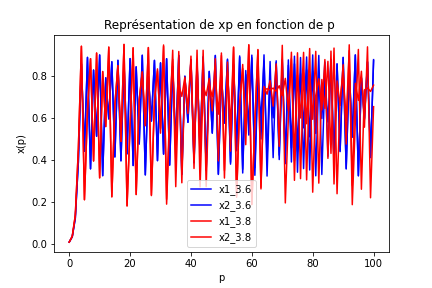 Représentation de xp en fonction de p
x(p)
0.8
0.6
0.4
0.2
0.0
x1_3.6
x2_3.6
x1_3.8
x2_3.8
0 20 40 60 80 100
p